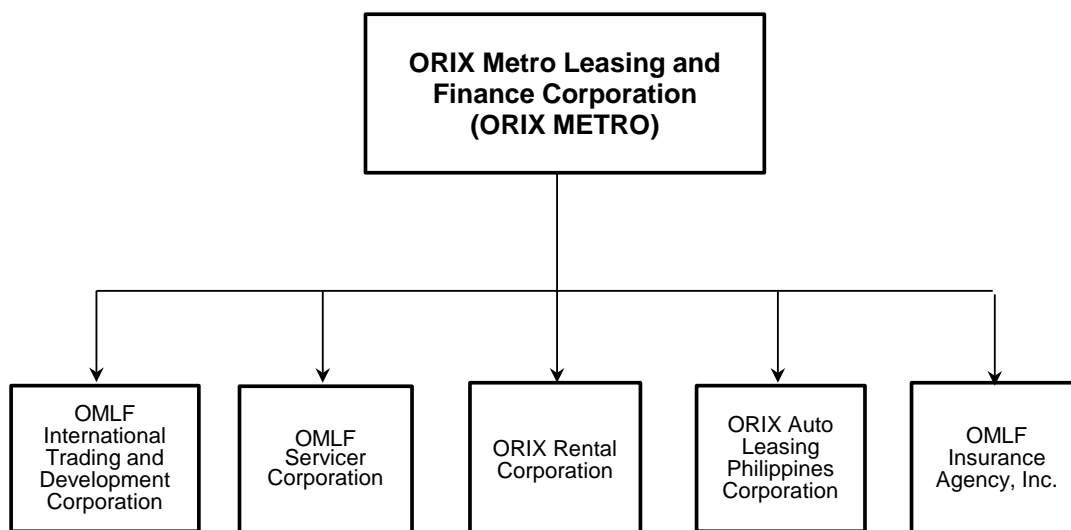 ORIX Metro Leasing and
Finance Corporation
(ORIX METRO)
OMLF
International
Trading and
Development
Corporation
OMLF
Servicer
Corporation
ORIX Rental
Corporation
ORIX Auto
Leasing
Philippines
Corporation
OMLF
Insurance
Agency, Inc.